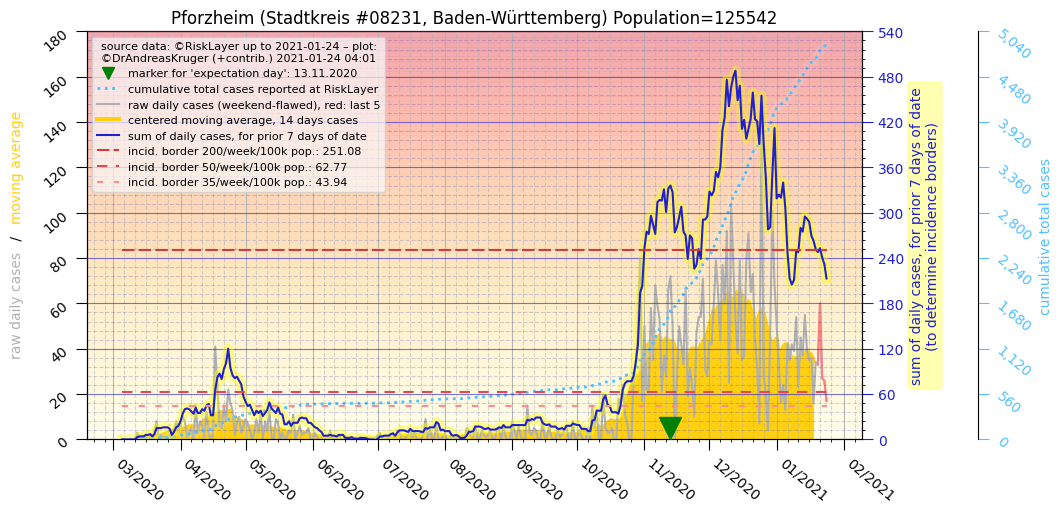 Pforzheim (Stadtkreis #08231, Baden-Württemberg) Population=125542
source data: ©RiskLayer up to 2021-01-24 – plot:
©DrAndreasKruger (+contrib.) 2021-01-24 04:01
marker for 'expectation day': 13.11.2020
cumulative total cases reported at RiskLayer
raw daily cases (weekend-flawed), red: last 5
centered moving average, 14 days cases
sum of daily cases, for prior 7 days of date
incid. border 200/week/100k pop.: 251.08
incid. border 50/week/100k pop.: 62.77
incid. border 35/week/100k pop.: 43.94
raw daily cases / moving average
180
160
140
120
100
80
60
40
20
0
03/2020
04/2020
05/2020
06/2020
07/2020
08/2020
09/2020
10/2020
11/2020
12/2020
01/2021
02/2021
540
480
420
360
300
240
180
120
60
0
sum of daily cases, for prior 7 days of date
(to determine incidence borders)
5,040
4,480
3,920
3,360
2,800
2,240
1,680
1,120
560
0
cumulative total cases